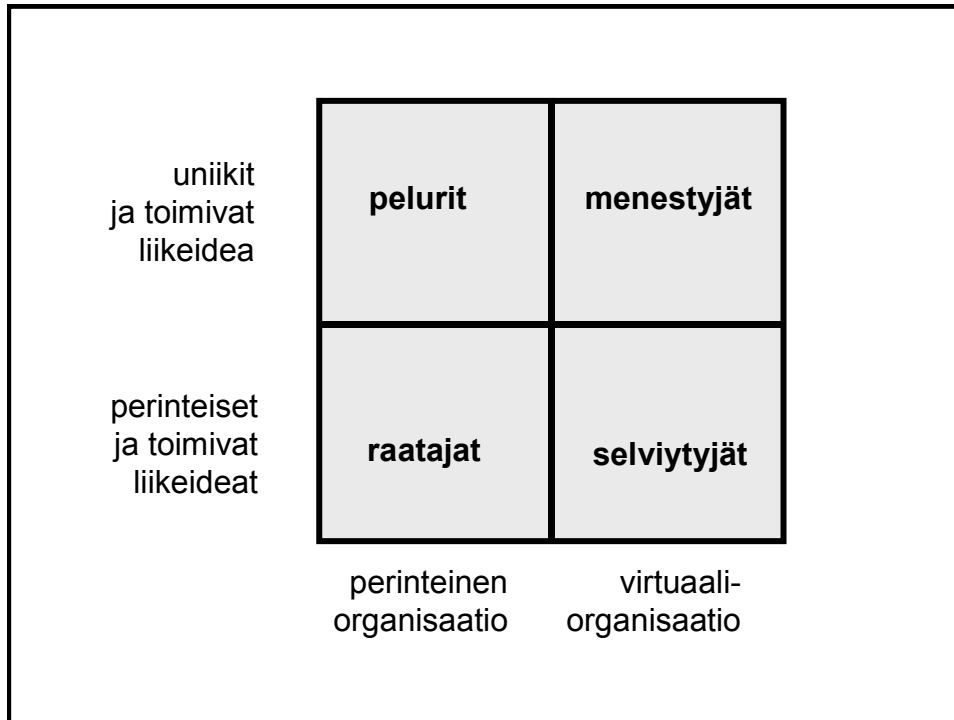 uniikit
ja toimivat
liikeidea
pelurit
menestyjät
perinteiset
ja toimivat
liikeideat
raatajat
selviytyjät
perinteinen
organisaatio
virtuaali-
organisaatio